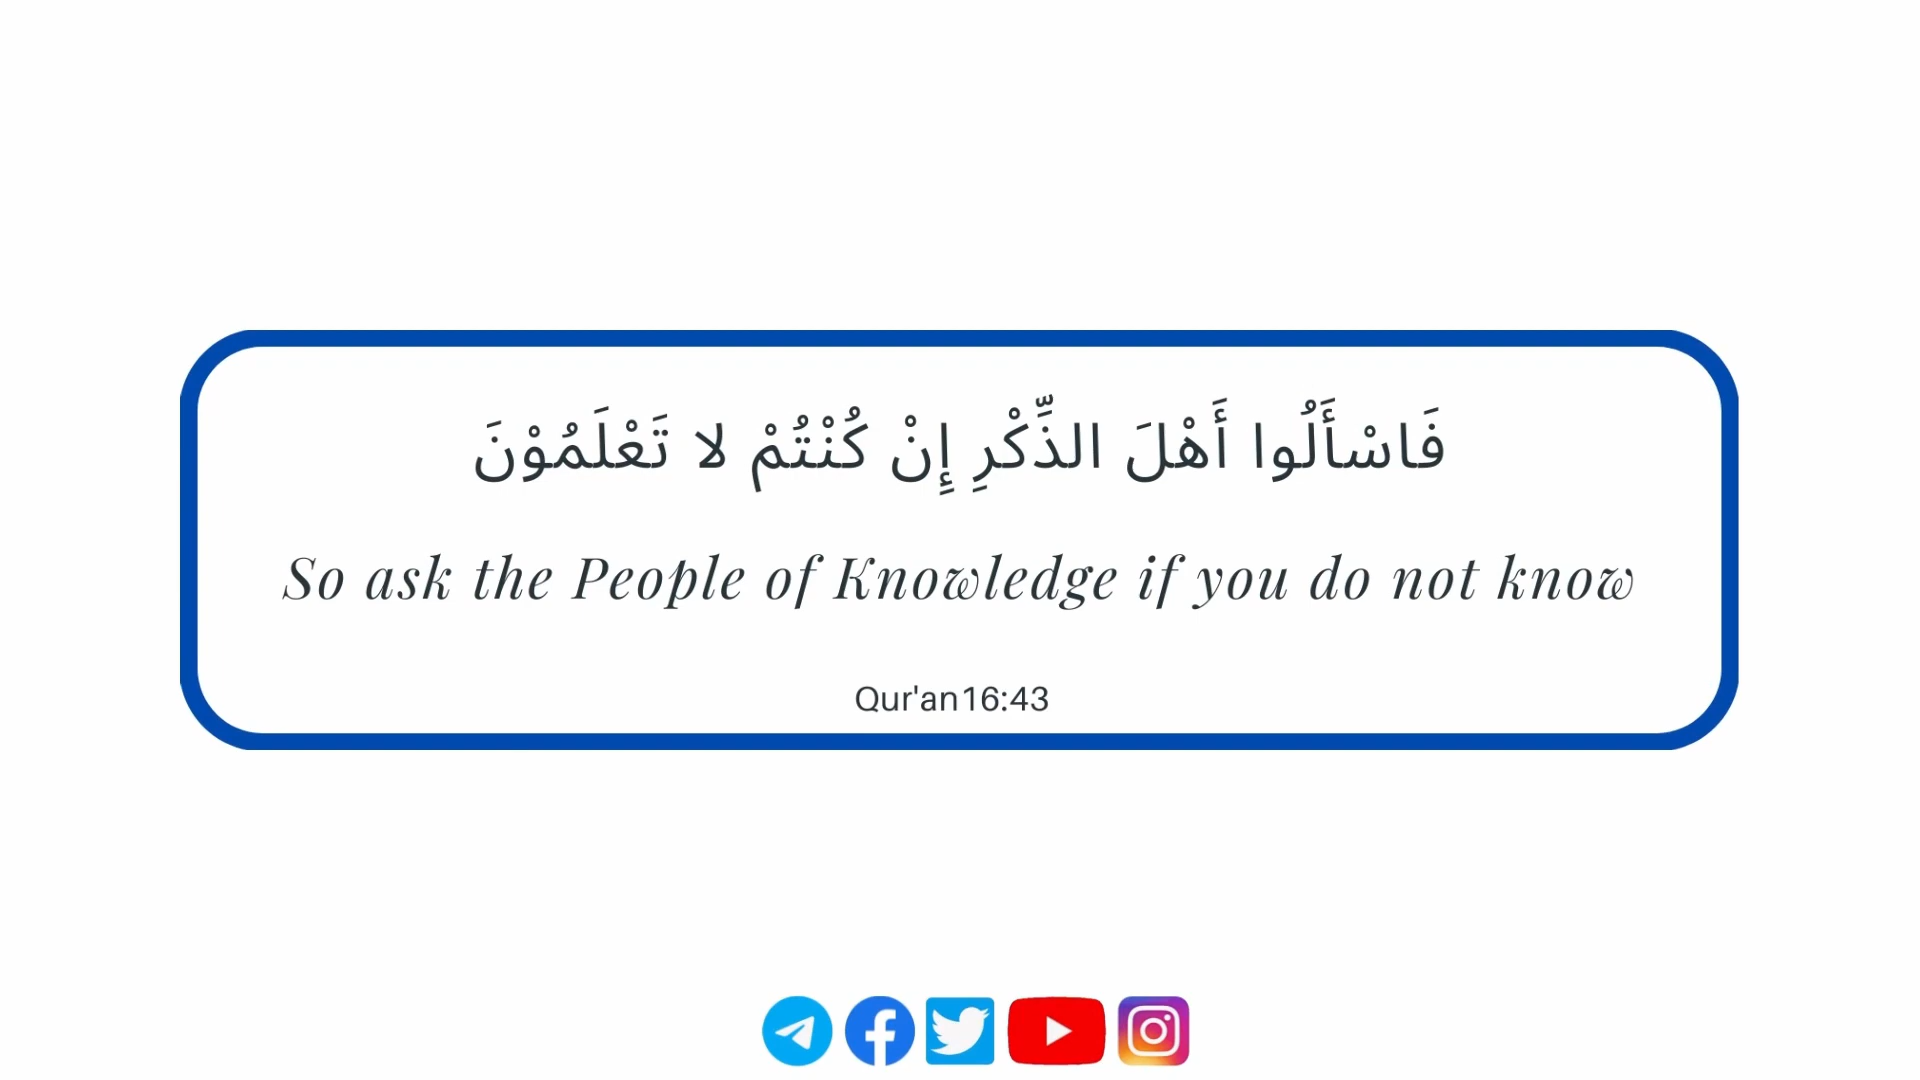 فَاسْأَلُوا أَهْلَ الذِّكْرِ إِنْ كُنْتُمْ لا تَعْلَمُوْنَ
So ask the People of Knowledge if you do not know
Qur'an16:43